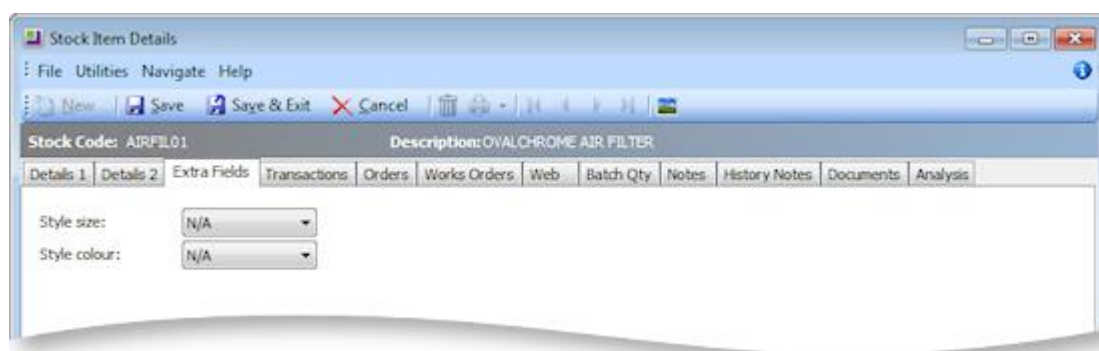 Stock Item Details
File Utilities Navigate Help
New Save Save & Exit Cancel
Stock Code: AIRFIL01 Description: OVALCHROME AIR FILTER
Details 1 Details 2 Extra Fields Transactions Orders Works Orders Web Batch Qty Notes History Notes Documents Analysis
Style size: N/A
Style colour: N/A